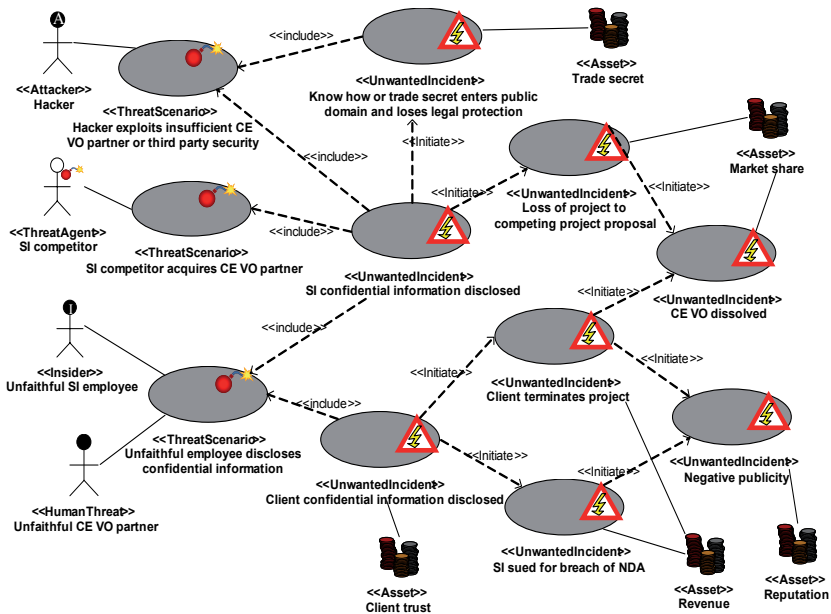 A
<<Attacker>>
Hacker
<<ThreatScenario>>
Hacker exploits insufficient CE
VO partner or third party security
<<include>>
<<UnwantedIncident>
Know how or trade secret enters public
domain and loses legal protection
<<Asset>>
Trade secret
<<include>>
<<Initiate>>
<<Initiate>>
<<UnwantedIncident>
Loss of project to
competing project proposal
<<Initiate>>
<<Asset>>
Market share
<<ThreatAgent>>
SI competitor
<<ThreatScenario>>
SI competitor acquires CE VO partner
<<include>>
<<UnwantedIncident>
SI confidential information disclosed
<<UnwantedIncident>>
CE VO dissolved
<<Initiate>>
<<include>>
I
<<Insider>>
Unfaithful SI employee
<<ThreatScenario>>
Unfaithful employee discloses
confidential information
<<include>>
<<Initiate>>
<<UnwantedIncident>
Client terminates project
<<Initiate>>
<<HumanThreat>>
Unfaithful CE VO partner
<<UnwantedIncident>
Client confidential information disclosed
<<Initiate>>
<<Initiate>>
<<UnwantedIncident>>
Negative publicity
<<UnwantedIncident>>
SI sued for breach of NDA
<<Asset>>
Client trust
<<Asset>>
Revenue
<<Asset>>
Reputation